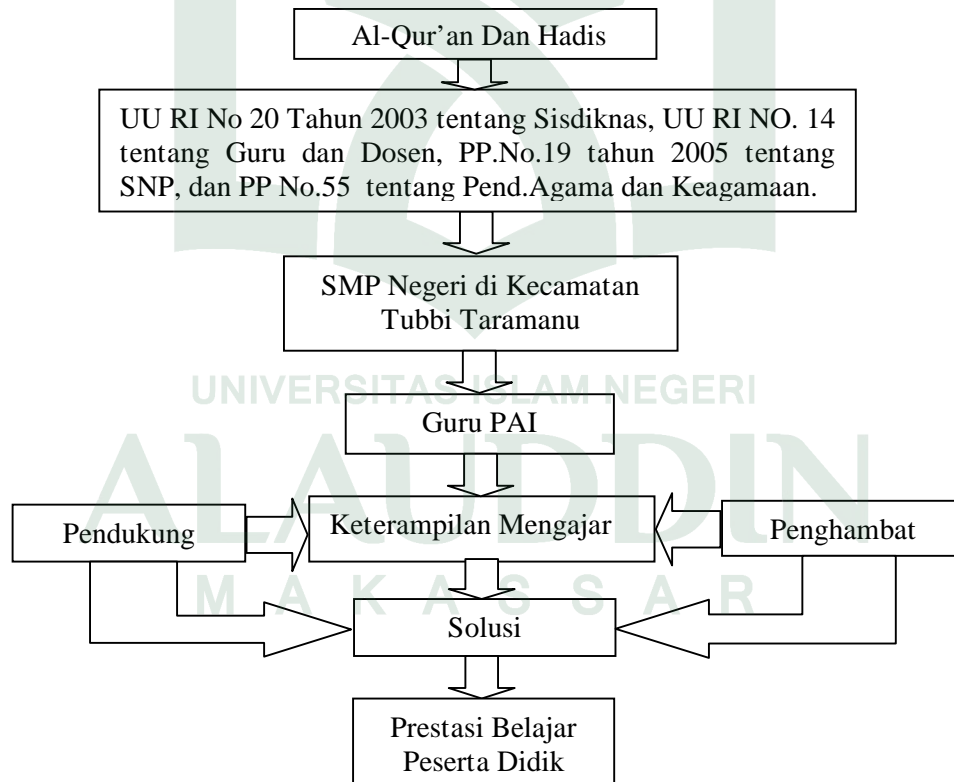 Al-Qur’an Dan Hadis
UU RI No 20 Tahun 2003 tentang Sisdiknas, UU RI NO. 14
tentang Guru dan Dosen, PP.No.19 tahun 2005 tentang
SNP, dan PP No.55 tentang Pend.Agama dan Keagamaan.
SMP Negeri di Kecamatan
Tubbi Taramanu
UNIVERSITAS ISLAM NEGERI
Guru PAI
ALAUDDIN
Pendukung
Keterampilan Mengajar
Penghambat
MAKASSAR
Solusi
Prestasi Belajar
Peserta Didik